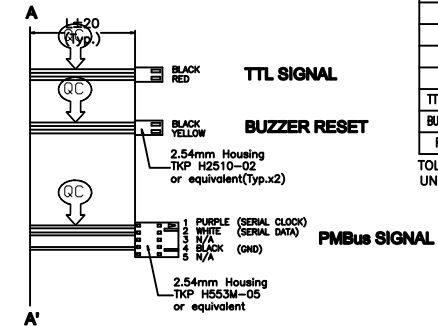 A
L±20
(Typ.)
QC
BLACK
RED
TTL SIGNAL
QC
BLACK
YELLOW
BUZZER RESET
2.54mm Housing
TKP H2510-02
or equivalent(Typ.x2)
QC
1 PURPLE (SERIAL CLOCK)
2 WHITE (SERIAL DATA)
3 N/A
4 BLACK (GND)
5 N/A
PMBus SIGNAL
2.54mm Housing
TKP H553M-05
or equivalent
A'
TOL
UN